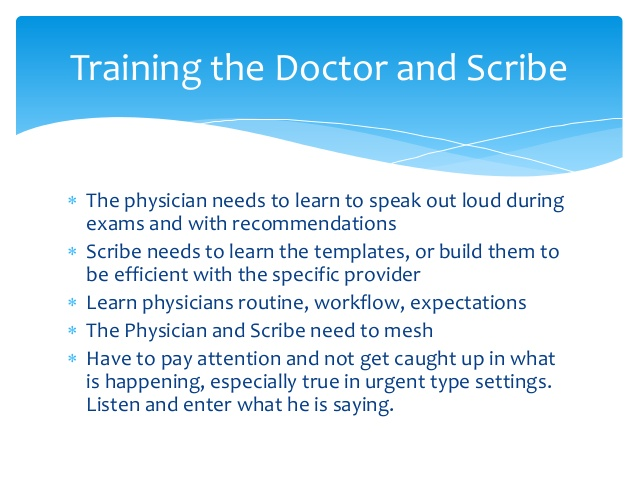 Training the Doctor and Scribe
* The physician needs to learn to speak out loud during
exams and with recommendations
* Scribe needs to learn the templates, or build them to
be efficient with the specific provider
* Learn physicians routine, workflow, expectations
* The Physician and Scribe need to mesh
* Have to pay attention and not get caught up in what
is happening, especially true in urgent type settings.
Listen and enter what he is saying.